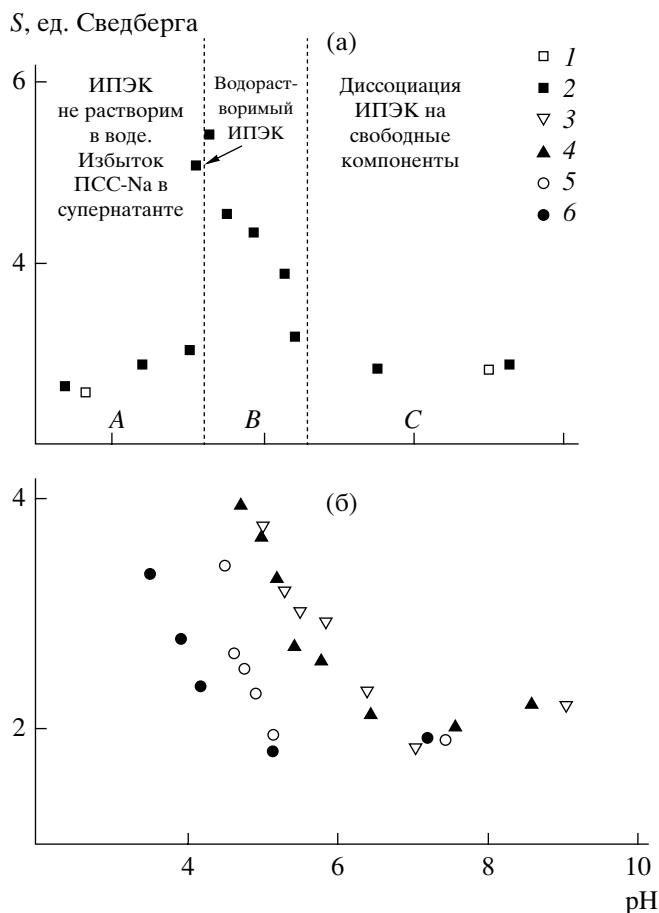 S, ед. Сведберга
(а)
6
ИПЭК
не растворим
в воде.
Избыток
ПСС-Na в
супернатанте
Водораст-
воримый
ИПЭК
Диссоциация
ИПЭК на
свободные
компоненты
1
2
3
4
5
6
4
A
B
C
4
(б)
2
4
6
8
10
pH